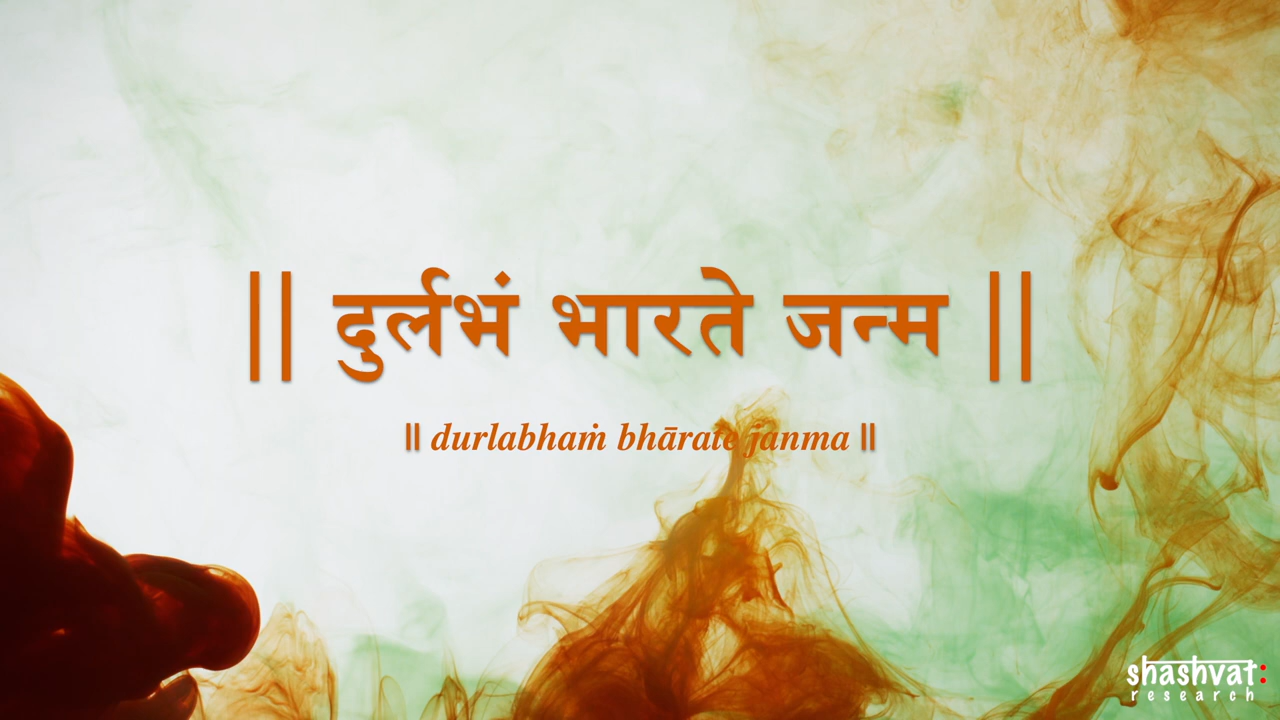 || दुर्लभं भारते जन्म ||
|| durlabhaṁ bhārate janma ||
shashvat:
research